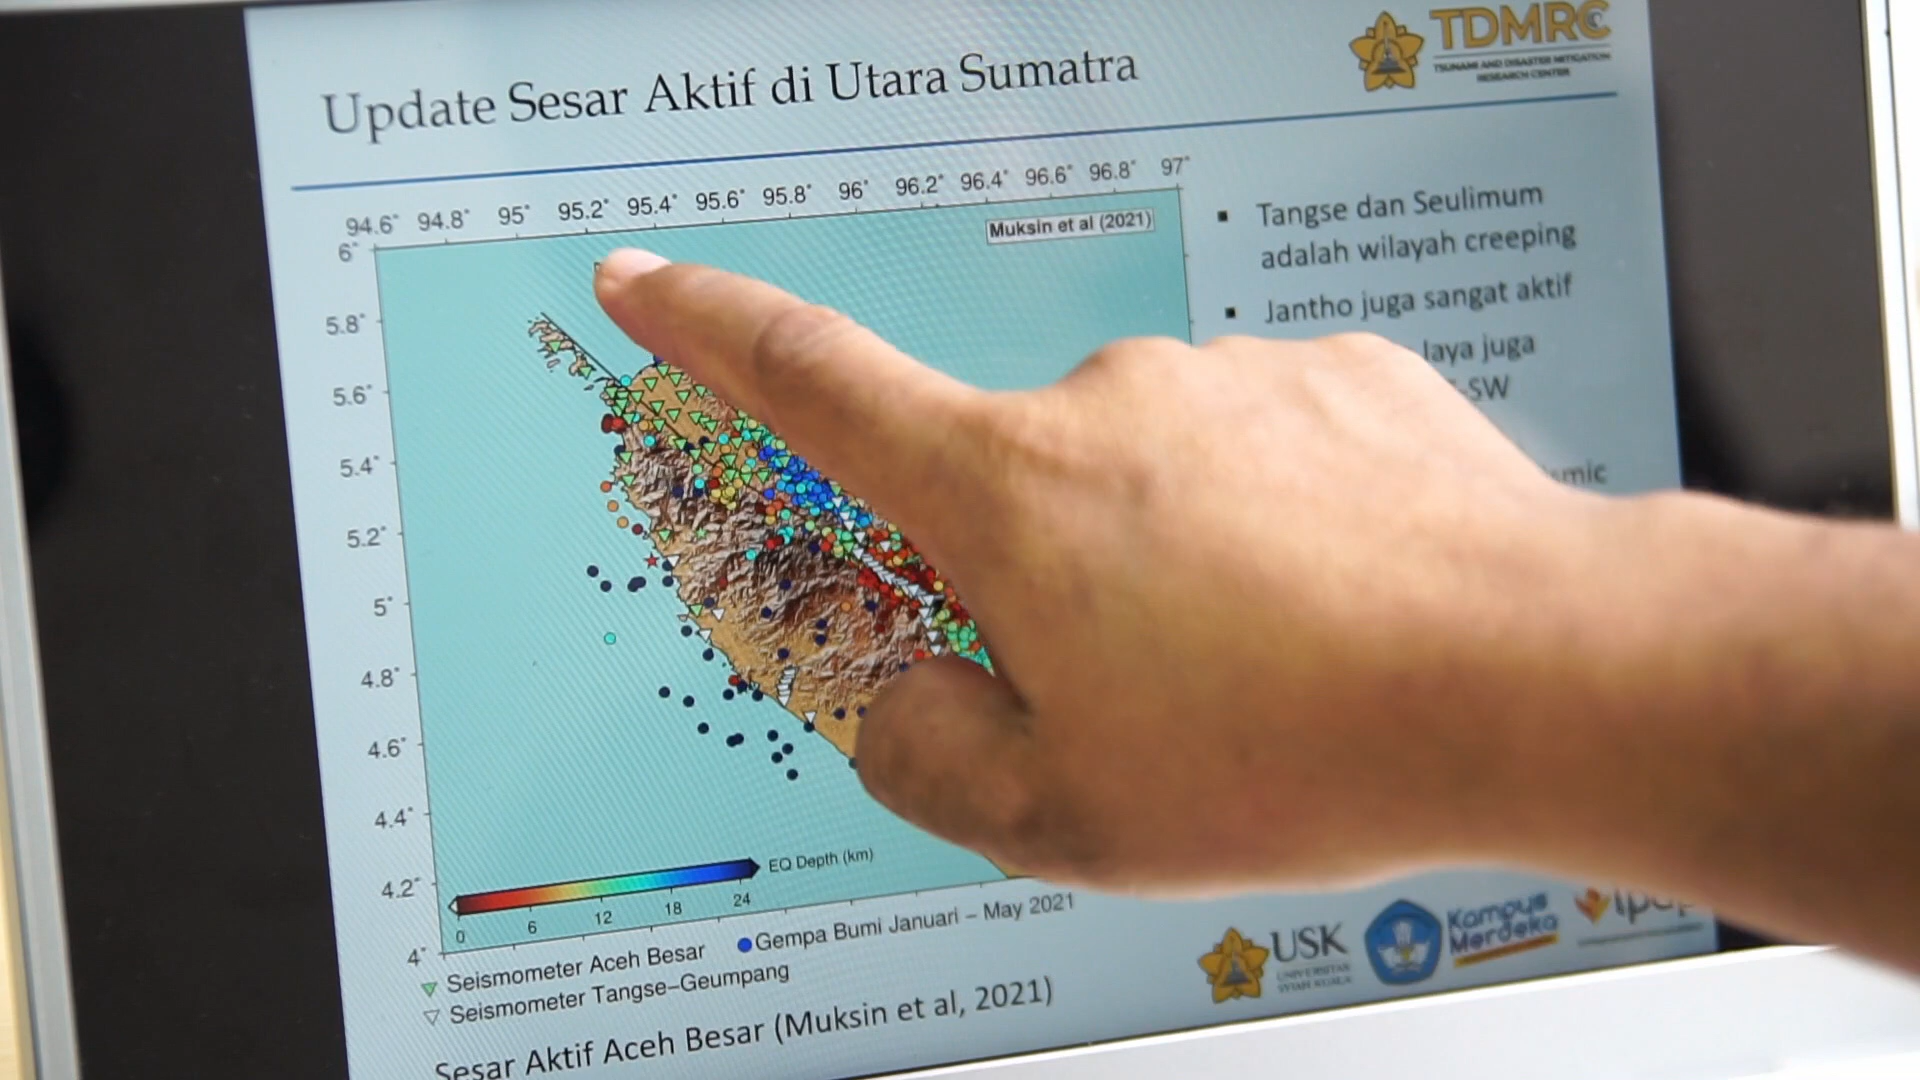 TDMRC
TSUNAMI AND DISASTER MITIGATION
RESEARCH CENTER
Update Sesar Aktif di Utara Sumatra
94.6° 94.8° 95° 95.2° 95.4° 95.6° 95.8° 96° 96.2° 96.4° 96.6° 96.8° 97°
6°
5.8°
5.6°
5.4°
5.2°
5°
4.8°
4.6°
4.4°
4.2°
4°
Muksin et al (2021)
EQ Depth (km)
0 6 12 18 24
Seismometer Aceh Besar
Gempa Bumi Januari – May 2021
Seismometer Tangse–Geumpang
Sesar Aktif Aceh Besar (Muksin et al, 2021)
▪ Tangse dan Seulimum
adalah wilayah creeping
▪ Jantho juga sangat aktif
juga
-SW
USK
UNIVERSITAS
SYIAH KUALA
Kampus
Merdeka